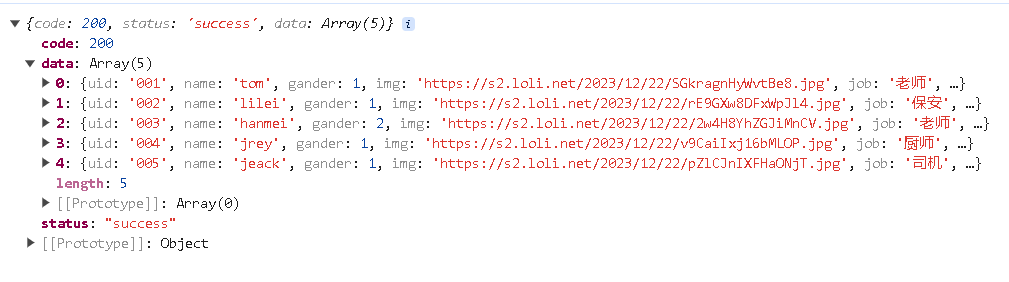 {code: 200, status: 'success', data: Array(5)} i
code: 200
data: Array(5)
0: {uid: '001', name: 'tom', gander: 1, img: 'https://s2.loli.net/2023/12/22/SGkragnHyWvtBe8.jpg', job: '老师', …}
1: {uid: '002', name: 'lilei', gander: 1, img: 'https://s2.loli.net/2023/12/22/rE9GXw8DFxWpJl4.jpg', job: '保安', …}
2: {uid: '003', name: 'hanmei', gander: 2, img: 'https://s2.loli.net/2023/12/22/2w4H8YhZGJiMnCV.jpg', job: '老师', …}
3: {uid: '004', name: 'jrey', gander: 1, img: 'https://s2.loli.net/2023/12/22/v9CaiIxj16bMLOP.jpg', job: '厨师', …}
4: {uid: '005', name: 'jeack', gander: 1, img: 'https://s2.loli.net/2023/12/22/pZlCJnIXFHaONjT.jpg', job: '司机', …}
length: 5
[[Prototype]]: Array(0)
status: "success"
[[Prototype]]: Object